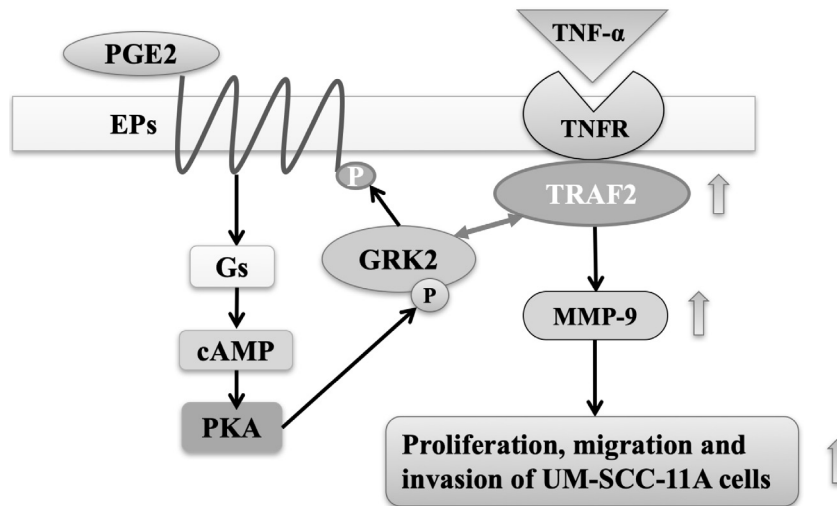 TNF-α
PGE2
EPs
TNFR
P
TRAF2
GRK2
Gs
P
MMP-9
cAMP
PKA
Proliferation, migration and
invasion of UM-SCC-11A cells